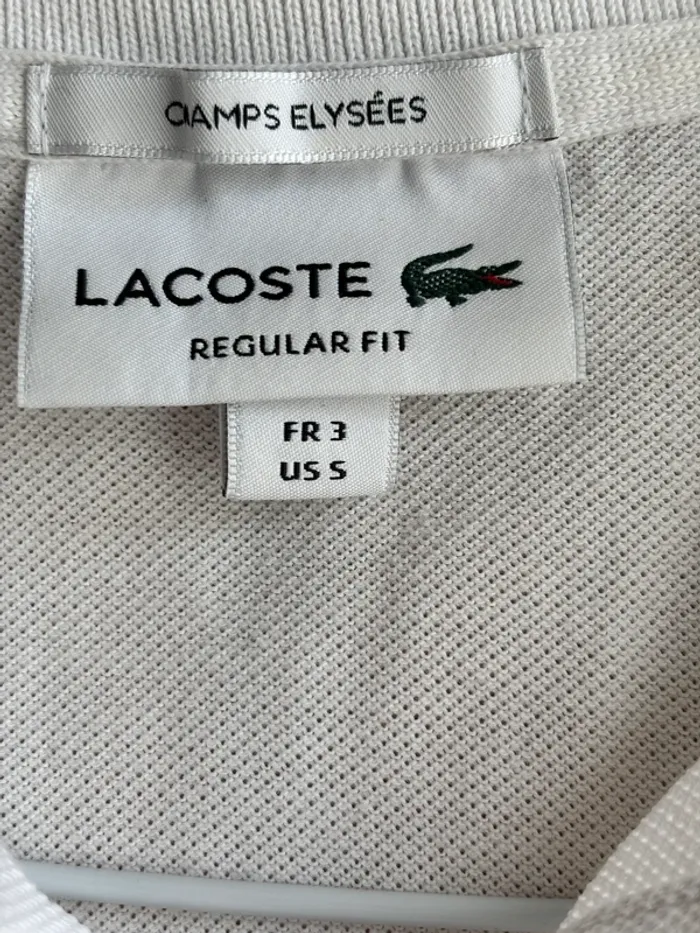 CHAMPS ELYSÉES
LACOSTE
REGULAR FIT
FR 3
US S